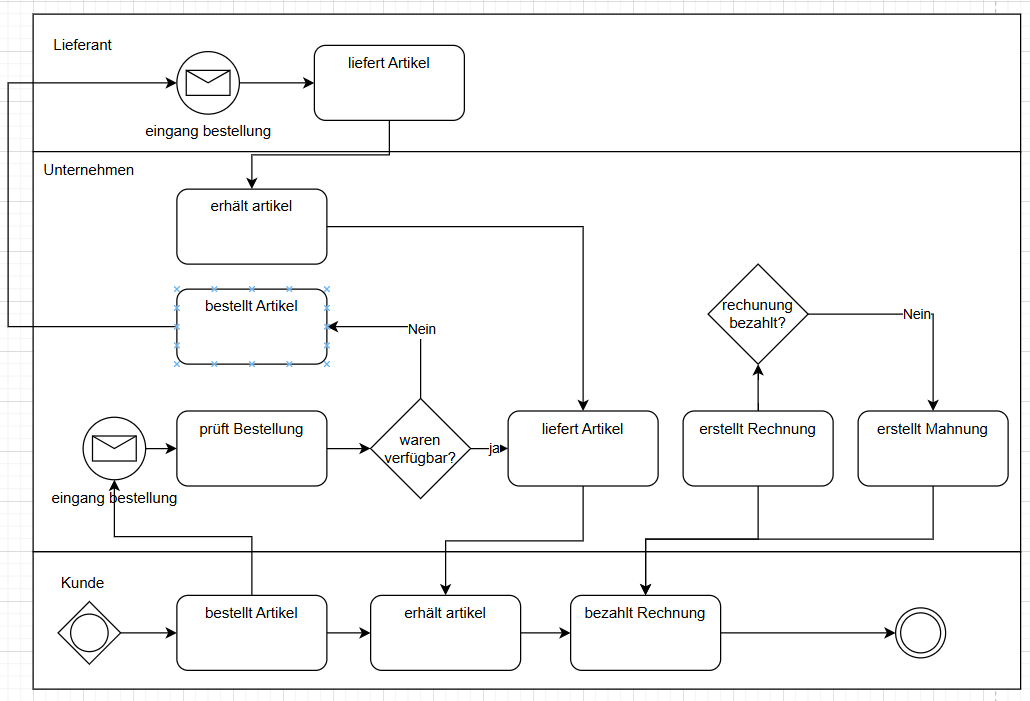 Lieferant
liefert Artikel
eingang bestellung
Unternehmen
erhält artikel
bestellt Artikel
rechunung
bezahlt?
Nein
Nein
prüft Bestellung
waren
verfügbar?
ja
liefert Artikel
erstellt Rechnung
erstellt Mahnung
eingang bestellung
Kunde
bestellt Artikel
erhält artikel
bezahlt Rechnung